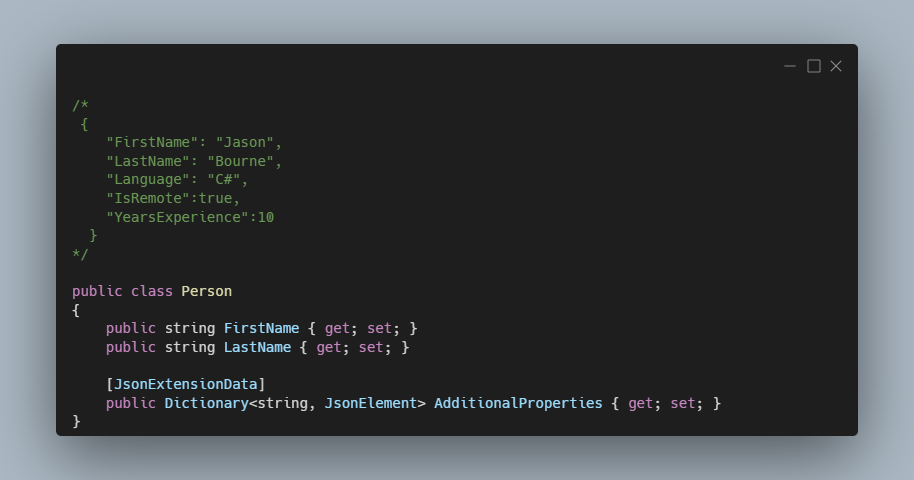 /*
 {
    "FirstName": "Jason",
    "LastName": "Bourne",
    "Language": "C#",
    "IsRemote":true,
    "YearsExperience":10
  }
*/
public class Person
{
    public string FirstName { get; set; }
    public string LastName { get; set; }
    [JsonExtensionData]
    public Dictionary<string, JsonElement> AdditionalProperties { get; set; }
}